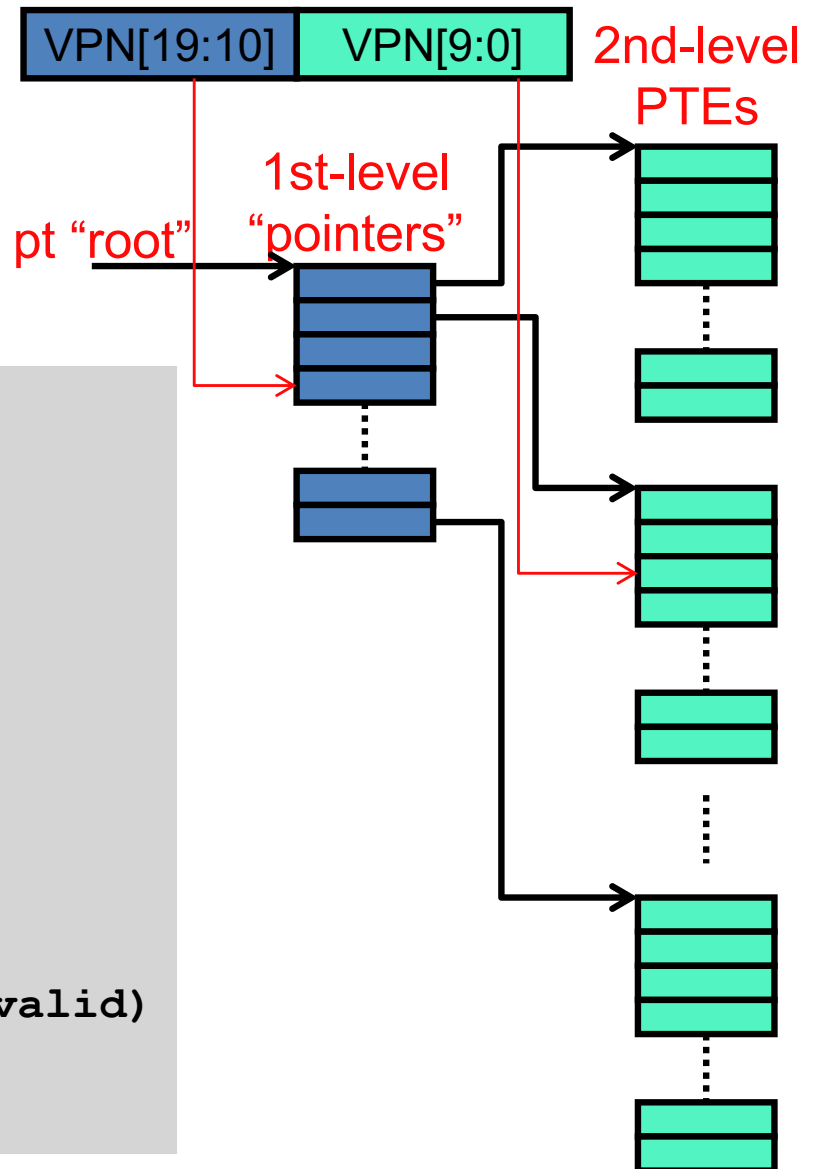 VPN[19:10] VPN[9:0]
2nd-level
PTEs
1st-level
“pointers”
pt “root”
valid)